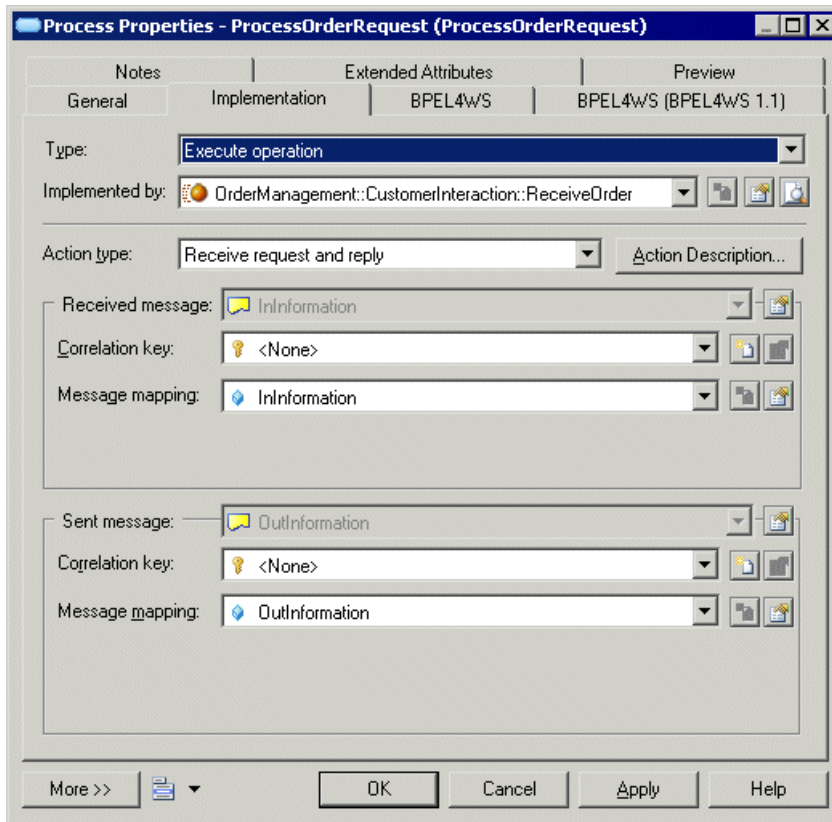 Process Properties - ProcessOrderRequest (ProcessOrderRequest)
Notes Extended Attributes Preview
General Implementation BPEL4WS BPEL4WS (BPEL4WS 1.1)
Type: Execute operation
Implemented by: OrderManagement::CustomerInteraction::ReceiveOrder
Action type: Receive request and reply Action Description...
Received message: InInformation
Correlation key: <None>
Message mapping: InInformation
Sent message: OutInformation
Correlation key: <None>
Message mapping: OutInformation
More >> OK Cancel Apply Help